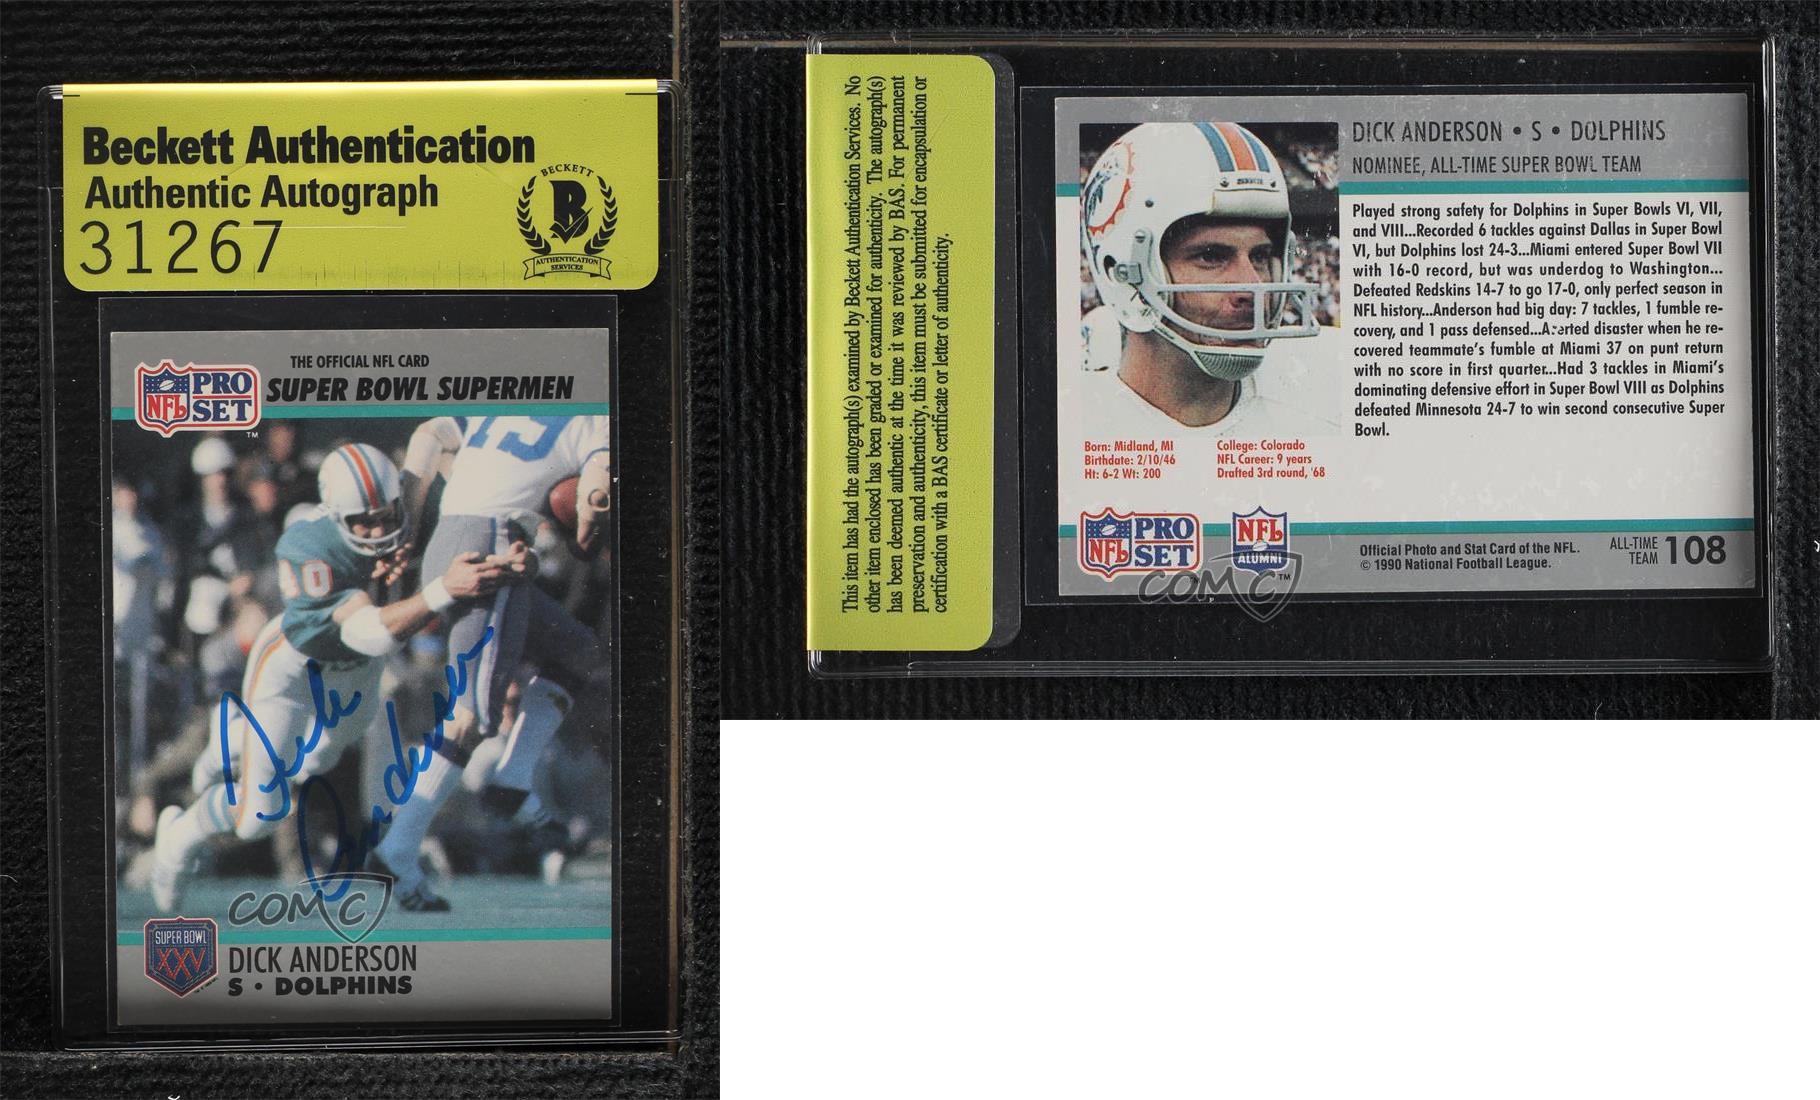 Beckett Authentication
Authentic Autograph
31267
BECKETT
B
AUTHENTICATION
SERVICES
THE OFFICIAL NFL CARD
SUPER BOWL SUPERMEN
NFL PRO SET
TM
Dick
Anderson
COMC
SUPER BOWL
XXV
DICK ANDERSON
S • DOLPHINS
This item has had the autograph(s) examined by Beckett Authentication Services. No
other item enclosed has been graded or examined for authenticity. The autograph(s)
has been deemed authentic at the time it was reviewed by BAS. For permanent
preservation and authenticity, this item must be submitted for encapsulation or
certification with a BAS certificate or letter of authenticity.
DICK ANDERSON • S • DOLPHINS
NOMINEE, ALL-TIME SUPER BOWL TEAM
Played strong safety for Dolphins in Super Bowls VI, VII,
and VIII...Recorded 6 tackles against Dallas in Super Bowl
VI, but Dolphins lost 24-3...Miami entered Super Bowl VII
with 16-0 record, but was underdog to Washington...
Defeated Redskins 14-7 to go 17-0, only perfect season in
NFL history...Anderson had big day: 7 tackles, 1 fumble re-
covery, and 1 pass defensed...Averted disaster when he re-
covered teammate's fumble at Miami 37 on punt return
with no score in first quarter...Had 3 tackles in Miami's
dominating defensive effort in Super Bowl VIII as Dolphins
defeated Minnesota 24-7 to win second consecutive Super
Bowl.
Born: Midland, MI
Birthdate: 2/10/46
Ht: 6-2 Wt: 200
College: Colorado
NFL Career: 9 years
Drafted 3rd round, '68
NFL PRO SET
TM
NFL
ALUMNI
TM
Official Photo and Stat Card of the NFL.
© 1990 National Football League.
ALL-TIME
TEAM 108
COMC